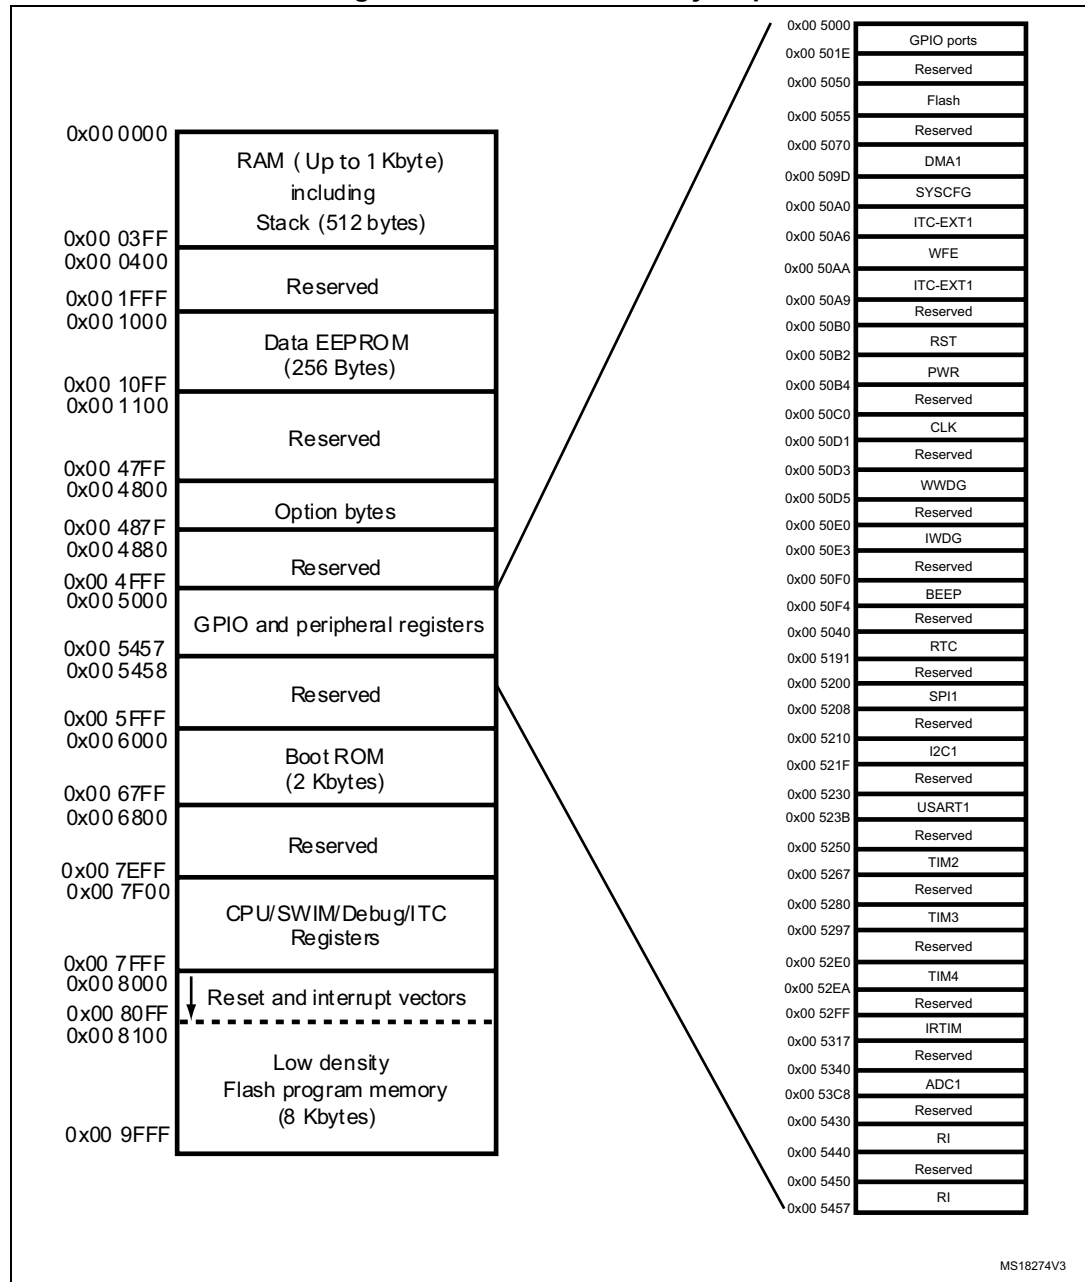 0x00 0000
RAM (Up to 1 Kbyte)
including
Stack (512 bytes)
0x00 03FF
0x00 0400
Reserved
0x00 1FFF
0x00 1000
Data EEPROM
(256 Bytes)
0x00 10FF
0x00 1100
Reserved
0x00 47FF
0x00 4800
Option bytes
0x00 487F
0x00 4880
Reserved
0x00 4FFF
0x00 5000
GPIO and peripheral registers
0x00 5457
0x00 5458
Reserved
0x00 5FFF
0x00 6000
Boot ROM
(2 Kbytes)
0x00 67FF
0x00 6800
Reserved
0x00 7EFF
0x00 7F00
CPU/SWIM/Debug/ITC
Registers
0x00 7FFF
0x00 8000
Reset and interrupt vectors
0x00 80FF
0x00 8100
Low density
Flash program memory
(8 Kbytes)
0x00 9FFF
0x00 5000
GPIO ports
0x00 501E
Reserved
0x00 5050
Flash
0x00 5055
Reserved
0x00 5070
DMA1
0x00 509D
SYSCFG
0x00 50A0
ITC-EXT1
0x00 50A6
WFE
0x00 50AA
ITC-EXT1
0x00 50A9
Reserved
0x00 50B0
RST
0x00 50B2
PWR
0x00 50B4
Reserved
0x00 50C0
CLK
0x00 50D1
Reserved
0x00 50D3
WWDG
0x00 50D5
Reserved
0x00 50E0
IWDG
0x00 50E3
Reserved
0x00 50F0
BEEP
0x00 50F4
Reserved
0x00 5040
RTC
0x00 5191
Reserved
0x00 5200
SPI1
0x00 5208
Reserved
0x00 5210
I2C1
0x00 521F
Reserved
0x00 5230
USART1
0x00 523B
Reserved
0x00 5250
TIM2
0x00 5267
Reserved
0x00 5280
TIM3
0x00 5297
Reserved
0x00 52E0
TIM4
0x00 52EA
Reserved
0x00 52FF
IRTIM
0x00 5317
Reserved
0x00 5340
ADC1
0x00 53C8
Reserved
0x00 5430
RI
0x00 5440
Reserved
0x00 5450
RI
0x00 5457
MS18274V3